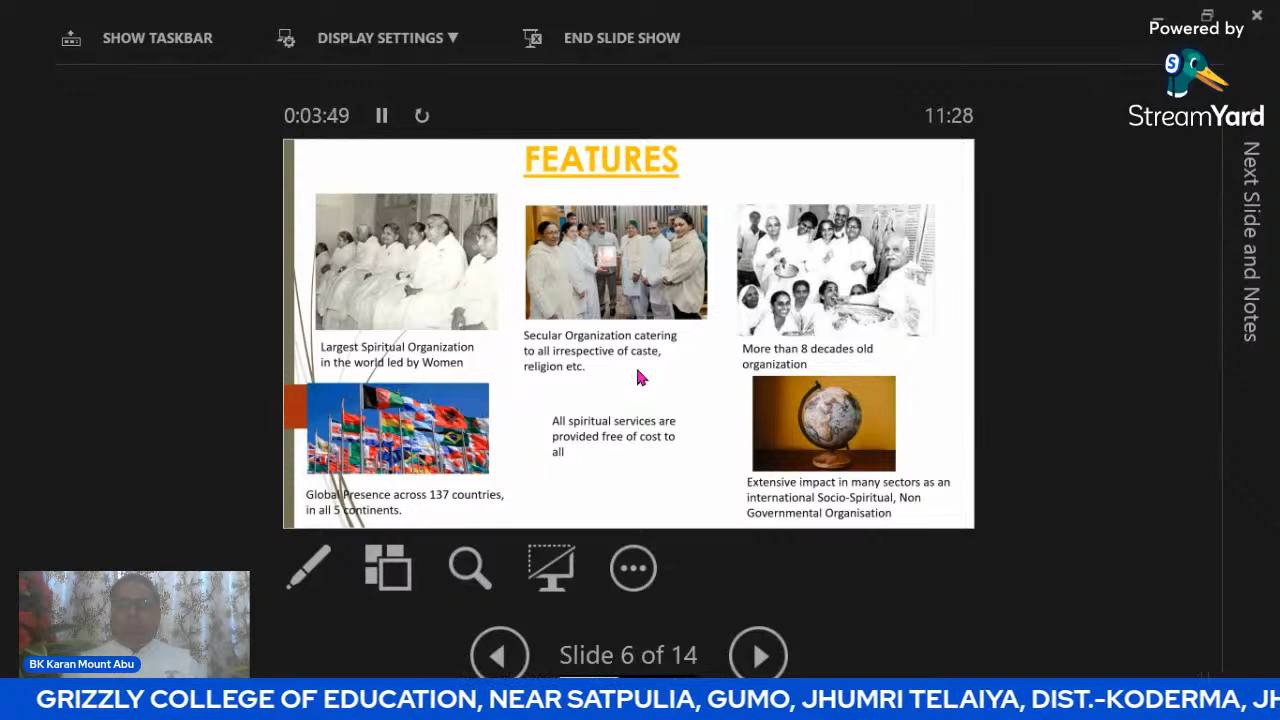 SHOW TASKBAR
DISPLAY SETTINGS
END SLIDE SHOW
Powered by
StreamYard
0:03:49
11:28
Next Slide and Notes
FEATURES
Largest Spiritual Organization
in the world led by Women
Secular Organization catering
to all irrespective of caste,
religion etc.
More than 8 decades old
organization
Global Presence across 137 countries,
in all 5 continents.
All spiritual services are
provided free of cost to
all
Extensive impact in many sectors as an
international Socio-Spiritual, Non
Governmental Organisation
Slide 6 of 14
BK Karan Mount Abu
GRIZZLY COLLEGE OF EDUCATION, NEAR SATPULIA, GUMO, JHUMRI TELAIYA, DIST.-KODERMA, JH